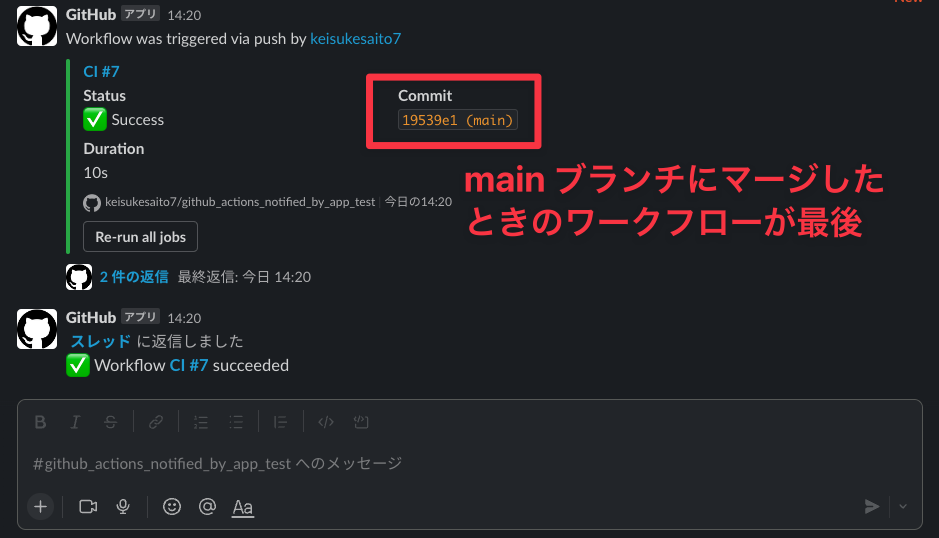 New
GitHub アプリ 14:20
Workflow was triggered via push by keisukesaito7
CI #7
Status
Success
Commit
19539e1 (main)
Duration
10s
keisukesaito7/github_actions_notified_by_app_test | 今日の14:20
Re-run all jobs
main ブランチにマージした
ときのワークフローが最後
2 件の返信 最終返信: 今日 14:20
GitHub アプリ 14:20
スレッド に返信しました
Workflow CI #7 succeeded
B I S
#github_actions_notified_by_app_test へのメッセージ
Aa